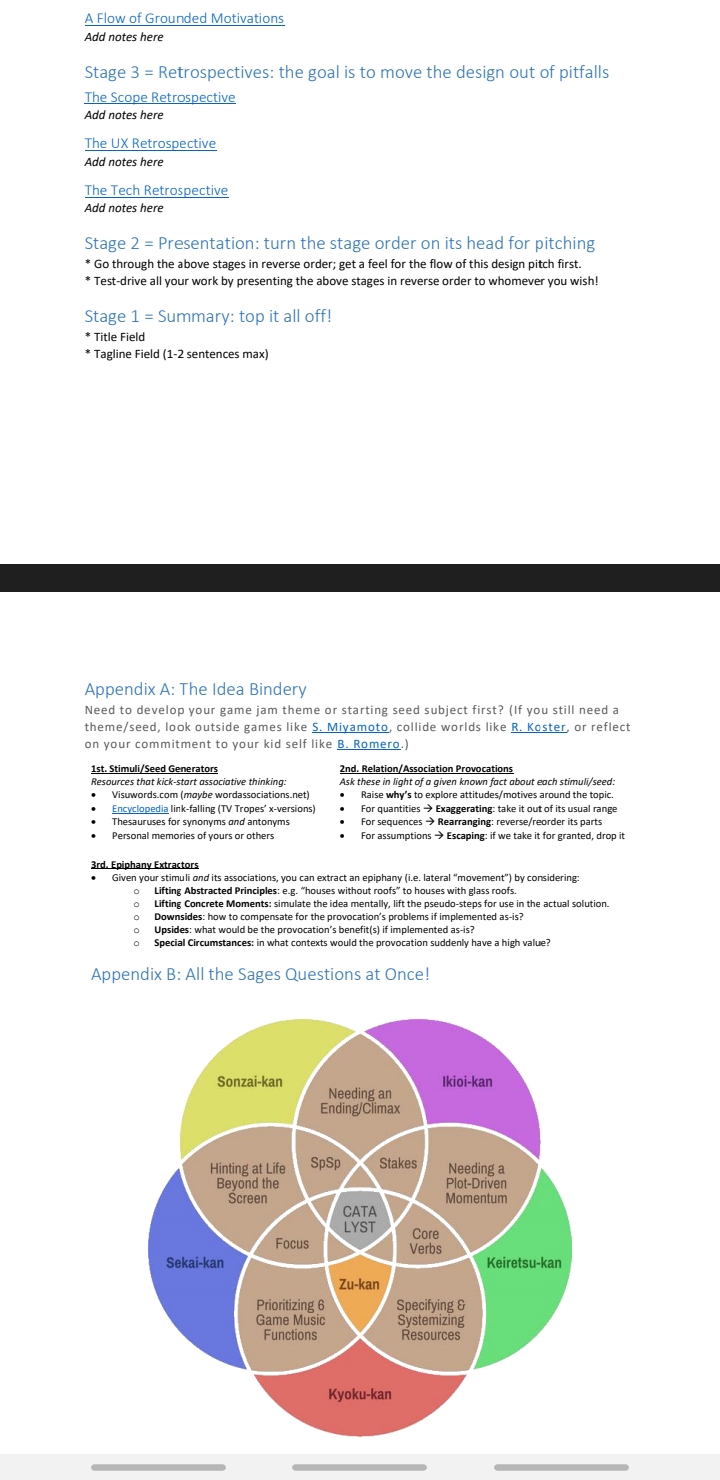 A Flow of Grounded Motivations
Add notes here
Stage 3 = Retrospectives: the goal is to move the design out of pitfalls
The Scope Retrospective
Add notes here
The UX Retrospective
Add notes here
The Tech Retrospective
Add notes here
Stage 2 = Presentation: turn the stage order on its head for pitching
* Go through the above stages in reverse order; get a feel for the flow of this design pitch first.
* Test-drive all your work by presenting the above stages in reverse order to whomever you wish!
Stage 1 = Summary: top it all off!
* Title Field
* Tagline Field (1-2 sentences max)
Appendix A: The Idea Bindery
Need to develop your game jam theme or starting seed subject first? (If you still need a
theme/seed, look outside games like S. Miyamoto, collide worlds like R. Koster, or reflect
on your commitment to your kid self like B. Romero.)
1st. Stimuli/Seed Generators
Resources that kick-start associative thinking:
• Visuwords.com (maybe wordassociations.net)
• Encyclopedia link-falling (TV Tropes' x-versions)
• Thesauruses for synonyms and antonyms
• Personal memories of yours or others
2nd. Relation/Association Provocations
Ask these in light of a given known fact about each stimuli/seed:
• Raise why's to explore attitudes/motives around the topic.
• For quantities → Exaggerating: take it out of its usual range
• For sequences → Rearranging: reverse/reorder its parts
• For assumptions → Escaping: if we take it for granted, drop it
3rd. Epiphany Extractors
• Given your stimuli and its associations, you can extract an epiphany (i.e. lateral "movement") by considering:
o Lifting Abstracted Principles: e.g. "houses without roofs" to houses with glass roofs.
o Lifting Concrete Moments: simulate the idea mentally, lift the pseudo-steps for use in the actual solution.
o Downsides: how to compensate for the provocation's problems if implemented as-is?
o Upsides: what would be the provocation's benefit(s) if implemented as-is?
o Special Circumstances: in what contexts would the provocation suddenly have a high value?
Appendix B: All the Sages Questions at Once!
Sonzai-kan
Ikioi-kan
Needing an
Ending/Climax
SpSp
Stakes
Hinting at Life
Beyond the
Screen
Needing a
Plot-Driven
Momentum
CATA
LYST
Focus
Core
Verbs
Sekai-kan
Keiretsu-kan
Zu-kan
Prioritizing 6
Game Music
Functions
Specifying &
Systemizing
Resources
Kyoku-kan